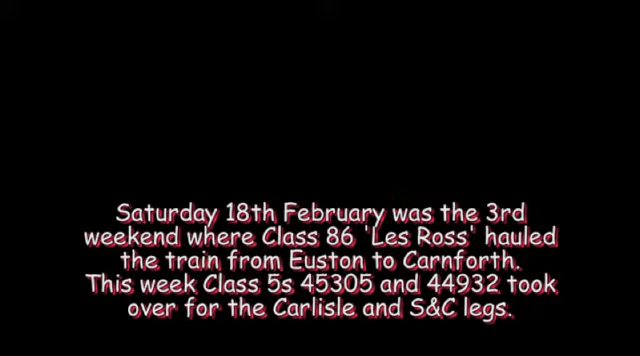 Saturday 18th February was the 3rd
weekend where Class 86 'Les Ross' hauled
the train from Euston to Carnforth.
This week Class 5s 45305 and 44932 took
over for the Carlisle and S&C legs.